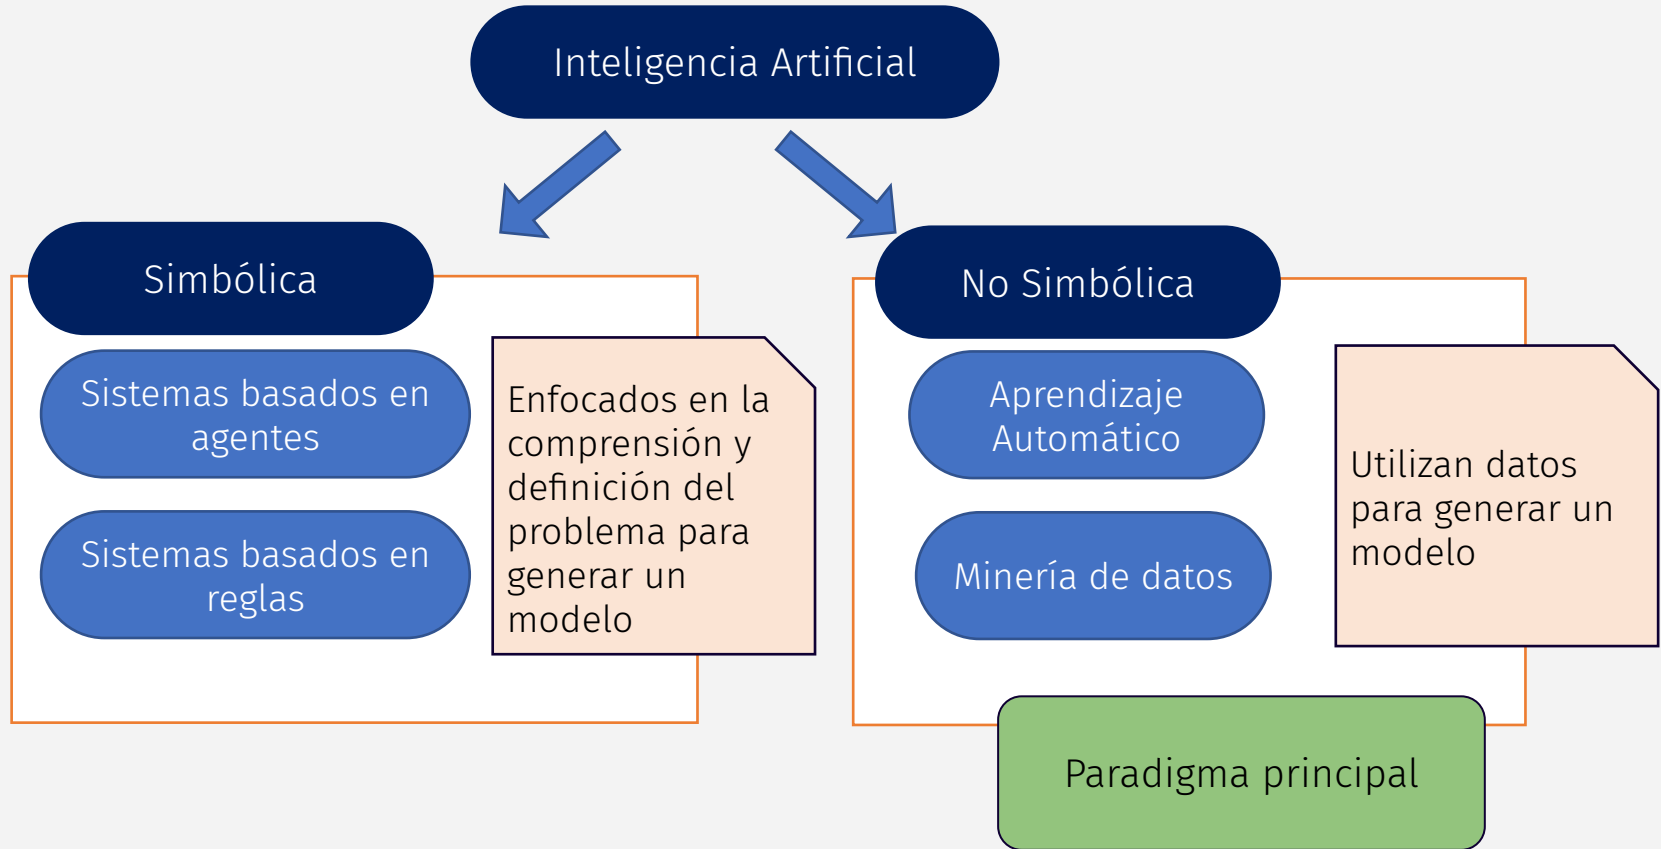 Inteligencia Artificial
Simbólica
Sistemas basados en
agentes
Sistemas basados en
reglas
Enfocados en la
comprensión y
definición del
problema para
generar un
modelo
No Simbólica
Aprendizaje
Automático
Minería de datos
Utilizan datos
para generar un
modelo
Paradigma principal